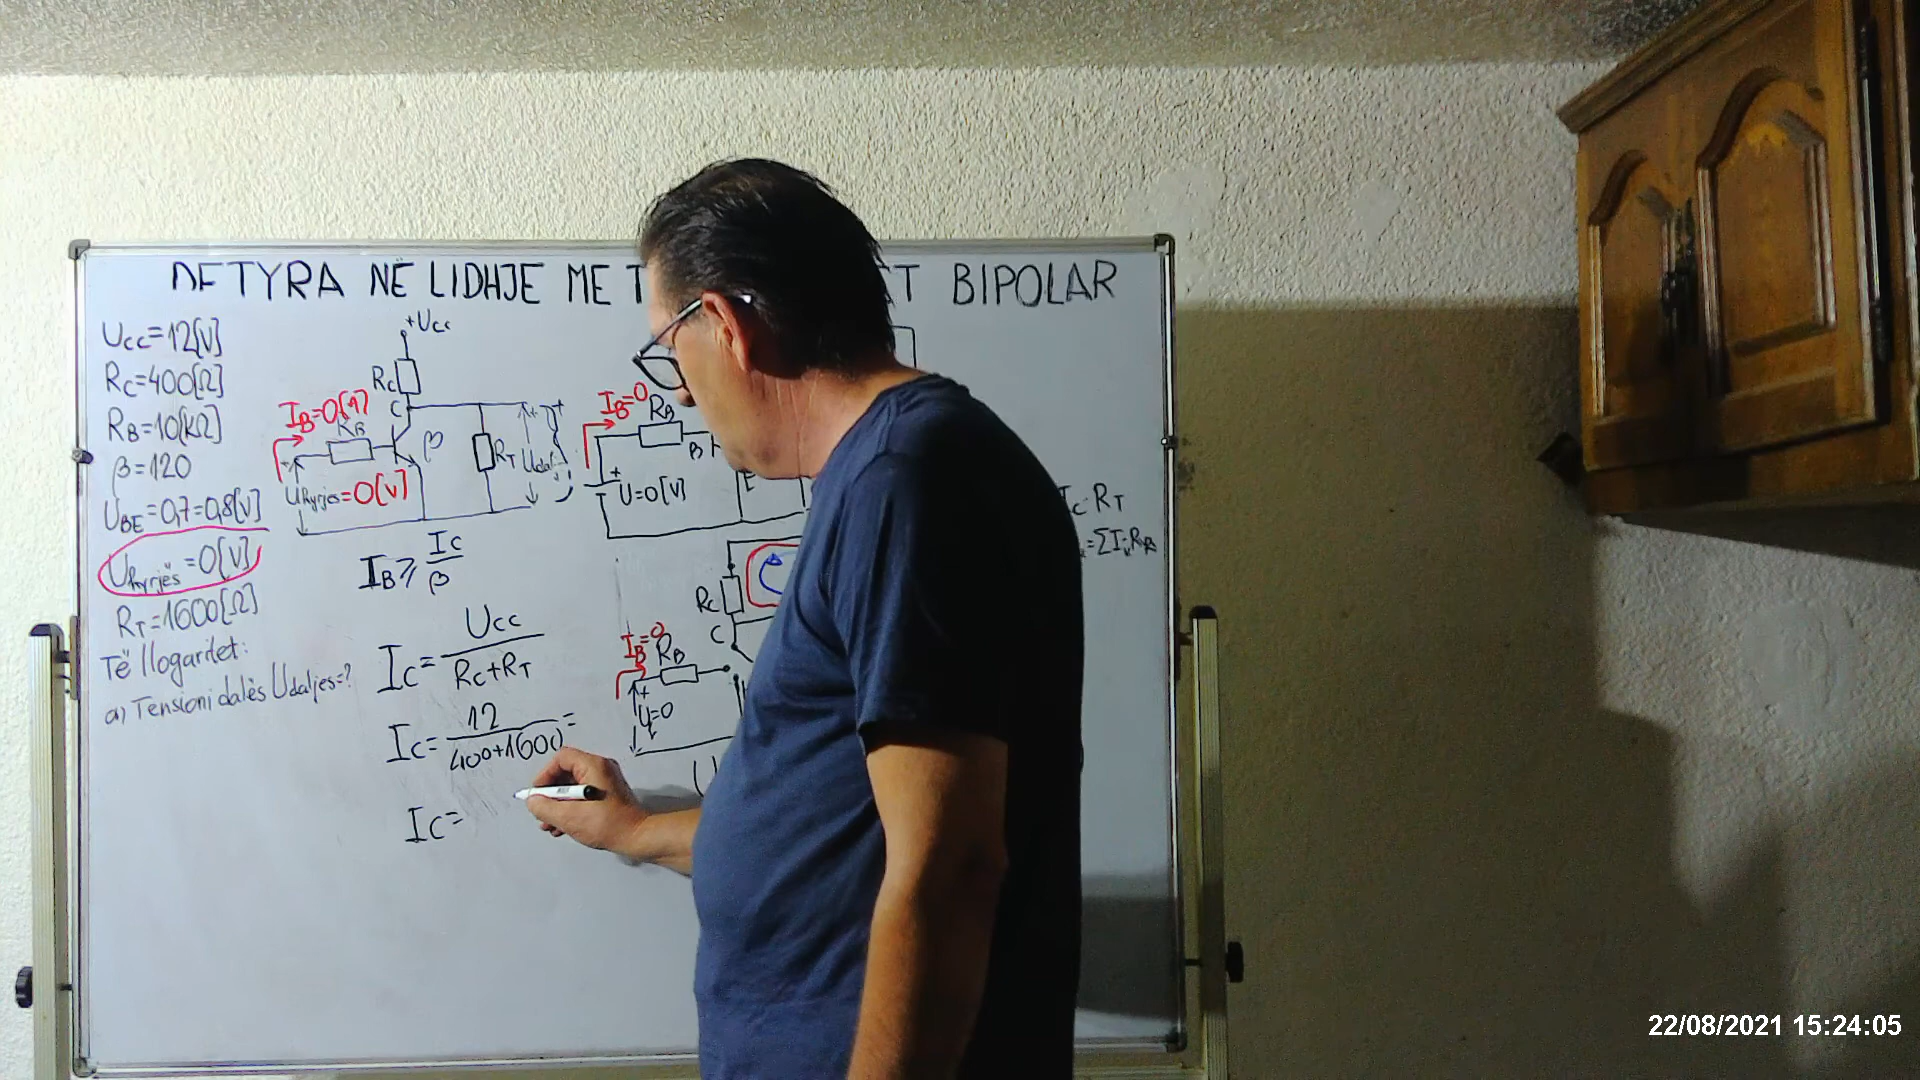 DETYRA NË LIDHJE ME T BIPOLAR
Ucc=12[V]
Rc=400[Ω]
RB=10[kΩ]
β=120
UBE=0,7÷0,8[V]
Uhyrjës=0[V]
RT=1600[Ω]
Të llogaritet:
a) Tensioni dalës Udaljes=?
+Ucc
Rc
C
IB=0[A]
RB
β
RT
Udal
Uhyrjes=0[V]
IB≥Ic/β
Ic=Ucc/(Rc+RT)
Ic=12/(400+1600)=
Ic=
IB=0
RB
B
U=0[V]
E
Ic·RT
Rc
C
IB=0
RB
U=0
22/08/2021 15:24:05